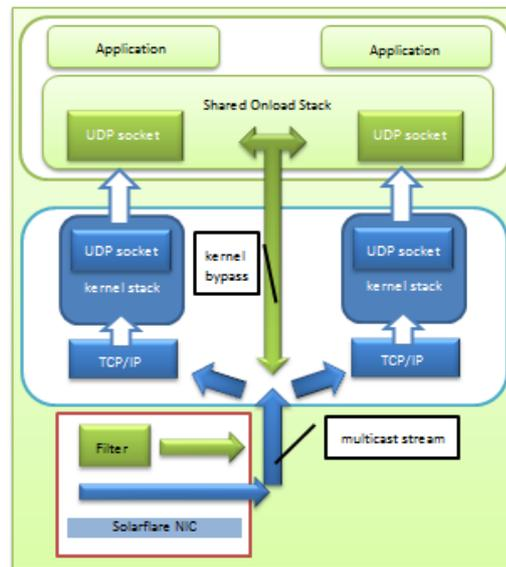 Application
Application
Shared Onload Stack
UDP socket
UDP socket
UDP socket
kernel stack
kernel
bypass
UDP socket
kernel stack
TCP/IP
TCP/IP
Filter
multicast stream
Solarflare NIC